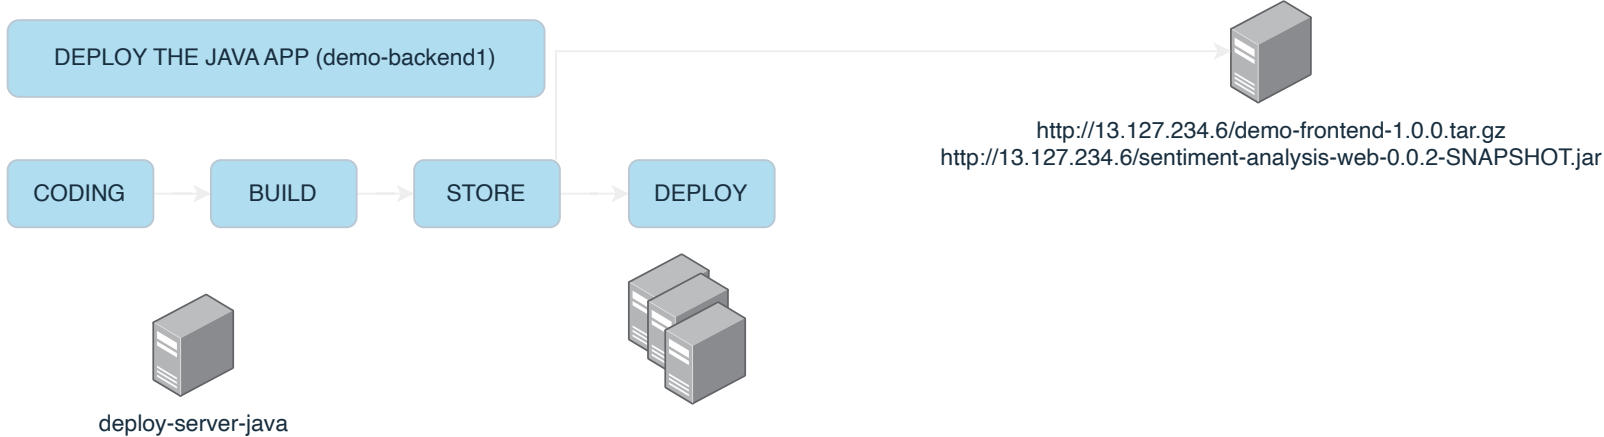 DEPLOY THE JAVA APP (demo-backend1)
http://13.127.234.6/demo-frontend-1.0.0.tar.gz
http://13.127.234.6/sentiment-analysis-web-0.0.2-SNAPSHOT.jar
CODING
BUILD
STORE
DEPLOY
deploy-server-java